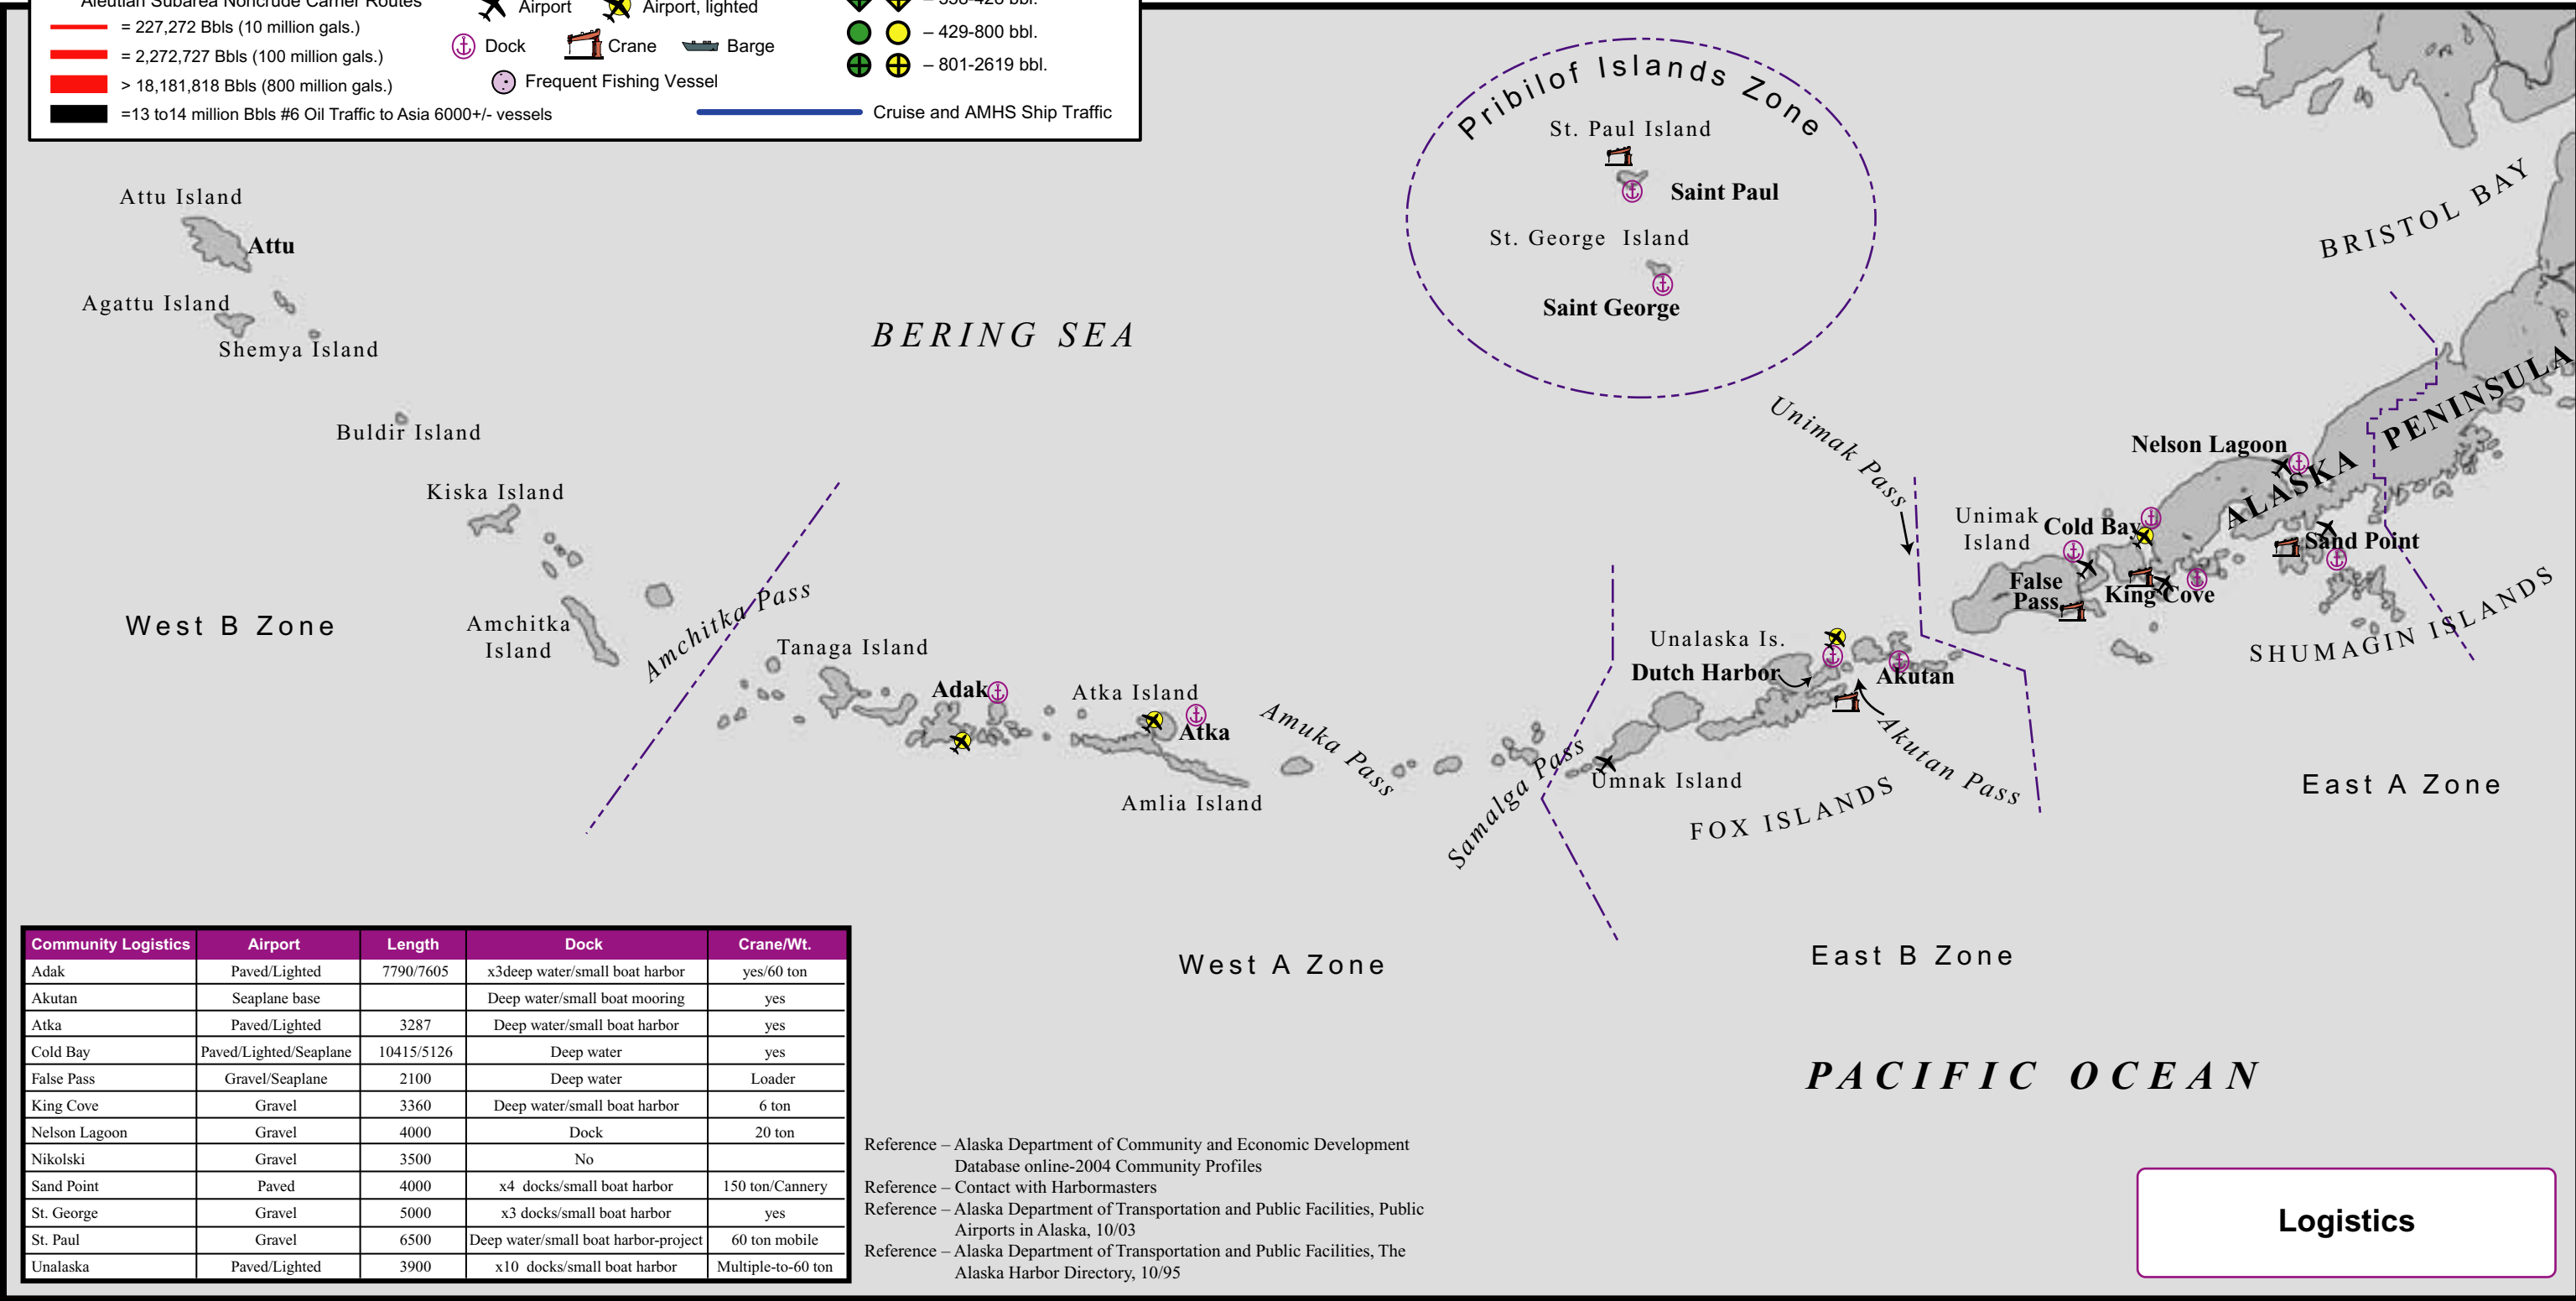 Aleutian Subarea Noncrude Carrier Routes
= 227,272 Bbls (10 million gals.)
= 2,272,727 Bbls (100 million gals.)
> 18,181,818 Bbls (800 million gals.)
=13 to14 million Bbls #6 Oil Traffic to Asia 6000+/- vessels
Airport
Airport, lighted
Dock
Crane
Barge
Frequent Fishing Vessel
– 429-800 bbl.
– 801-2619 bbl.
Cruise and AMHS Ship Traffic
Pribilof Islands Zone
St. Paul Island
Saint Paul
St. George Island
Saint George
BRISTOL BAY
Attu Island
Attu
Agattu Island
Shemya Island
BERING SEA
Buldir Island
Kiska Island
Unimak Pass
Nelson Lagoon
ALASKA PENINSULA
Unimak
Island
Cold Bay
Sand Point
False
Pass
King Cove
SHUMAGIN ISLANDS
West B Zone
Amchitka
Island
Amchitka Pass
Tanaga Island
Adak
Atka Island
Atka
Amlia Island
Amuka Pass
Samalga Pass
Unalaska Is.
Dutch Harbor
Akutan
Akutan Pass
Umnak Island
FOX ISLANDS
East A Zone
West A Zone
East B Zone
PACIFIC OCEAN
Community Logistics Airport Length Dock Crane/Wt.
Adak Paved/Lighted 7790/7605 x3deep water/small boat harbor yes/60 ton
Akutan Seaplane base Deep water/small boat mooring yes
Atka Paved/Lighted 3287 Deep water/small boat harbor yes
Cold Bay Paved/Lighted/Seaplane 10415/5126 Deep water yes
False Pass Gravel/Seaplane 2100 Deep water Loader
King Cove Gravel 3360 Deep water/small boat harbor 6 ton
Nelson Lagoon Gravel 4000 Dock 20 ton
Nikolski Gravel 3500 No
Sand Point Paved 4000 x4 docks/small boat harbor 150 ton/Cannery
St. George Gravel 5000 x3 docks/small boat harbor yes
St. Paul Gravel 6500 Deep water/small boat harbor-project 60 ton mobile
Unalaska Paved/Lighted 3900 x10 docks/small boat harbor Multiple-to-60 ton
Reference – Alaska Department of Community and Economic Development
Database online-2004 Community Profiles
Reference – Contact with Harbormasters
Reference – Alaska Department of Transportation and Public Facilities, Public
Airports in Alaska, 10/03
Reference – Alaska Department of Transportation and Public Facilities, The
Alaska Harbor Directory, 10/95
Logistics